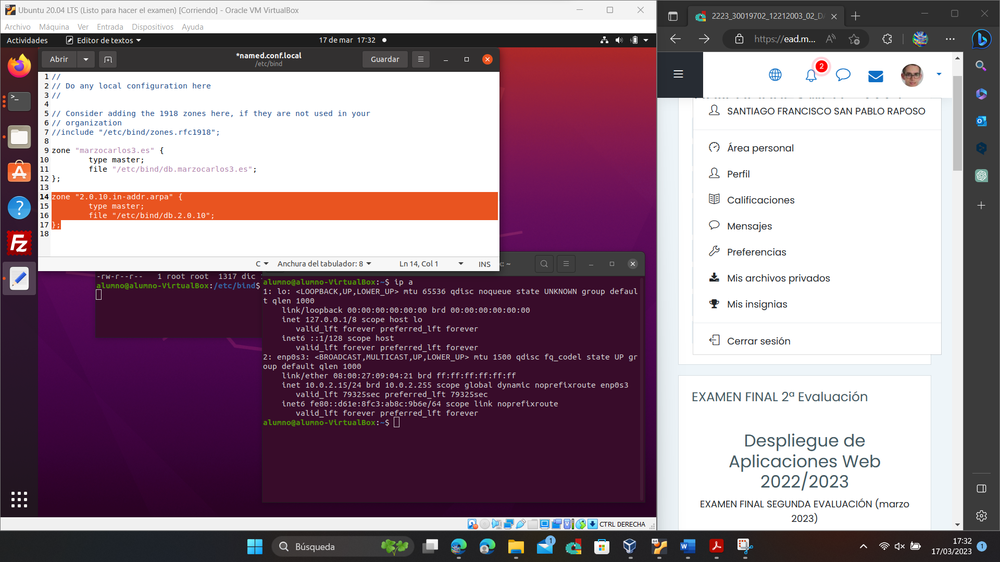 Ubuntu 20.04 LTS (Listo para hacer el examen) [Corriendo] - Oracle VM VirtualBox
Archivo Máquina Ver Entrada Dispositivos Ayuda
Actividades Editor de textos 17 de mar 17:32
Abrir *named.conf.local Guardar
/etc/bind
1 //
2 // Do any local configuration here
3 //
4
5 // Consider adding the 1918 zones here, if they are not used in your
6 // organization
7 //include "/etc/bind/zones.rfc1918";
8
9 zone "marzocarlos3.es" {
10 type master;
11 file "/etc/bind/db.marzocarlos3.es";
12 };
13
14 zone "2.0.10.in-addr.arpa" {
15 type master;
16 file "/etc/bind/db.2.0.10";
17 };
18
C Anchura del tabulador: 8 Ln 14, Col 1 INS
-rw-r--r-- 1 root root 1317 dic
alumno@alumno-VirtualBox:/etc/bind$
: ~
alumno@alumno-VirtualBox:~$ ip a
1: lo: <LOOPBACK,UP,LOWER_UP> mtu 65536 qdisc noqueue state UNKNOWN group defaul
t qlen 1000
link/loopback 00:00:00:00:00:00 brd 00:00:00:00:00:00
inet 127.0.0.1/8 scope host lo
valid_lft forever preferred_lft forever
inet6 ::1/128 scope host
valid_lft forever preferred_lft forever
2: enp0s3: <BROADCAST,MULTICAST,UP,LOWER_UP> mtu 1500 qdisc fq_codel state UP gr
oup default qlen 1000
link/ether 08:00:27:09:04:21 brd ff:ff:ff:ff:ff:ff
inet 10.0.2.15/24 brd 10.0.2.255 scope global dynamic noprefixroute enp0s3
valid_lft 79325sec preferred_lft 79325sec
inet6 fe80::d61e:8fc3:ab8c:9b6e/64 scope link noprefixroute
valid_lft forever preferred_lft forever
alumno@alumno-VirtualBox:~$
CTRL DERECHA
2223_30019702_12212003_02_DA
https://ead.m...
2
SANTIAGO FRANCISCO SAN PABLO RAPOSO
Área personal
Perfil
Calificaciones
Mensajes
Preferencias
Mis archivos privados
Mis insignias
Cerrar sesión
EXAMEN FINAL 2ª Evaluación
Despliegue de
Aplicaciones Web
2022/2023
EXAMEN FINAL SEGUNDA EVALUACIÓN (marzo
2023)
Búsqueda
1
64
17:32
17/03/2023
1